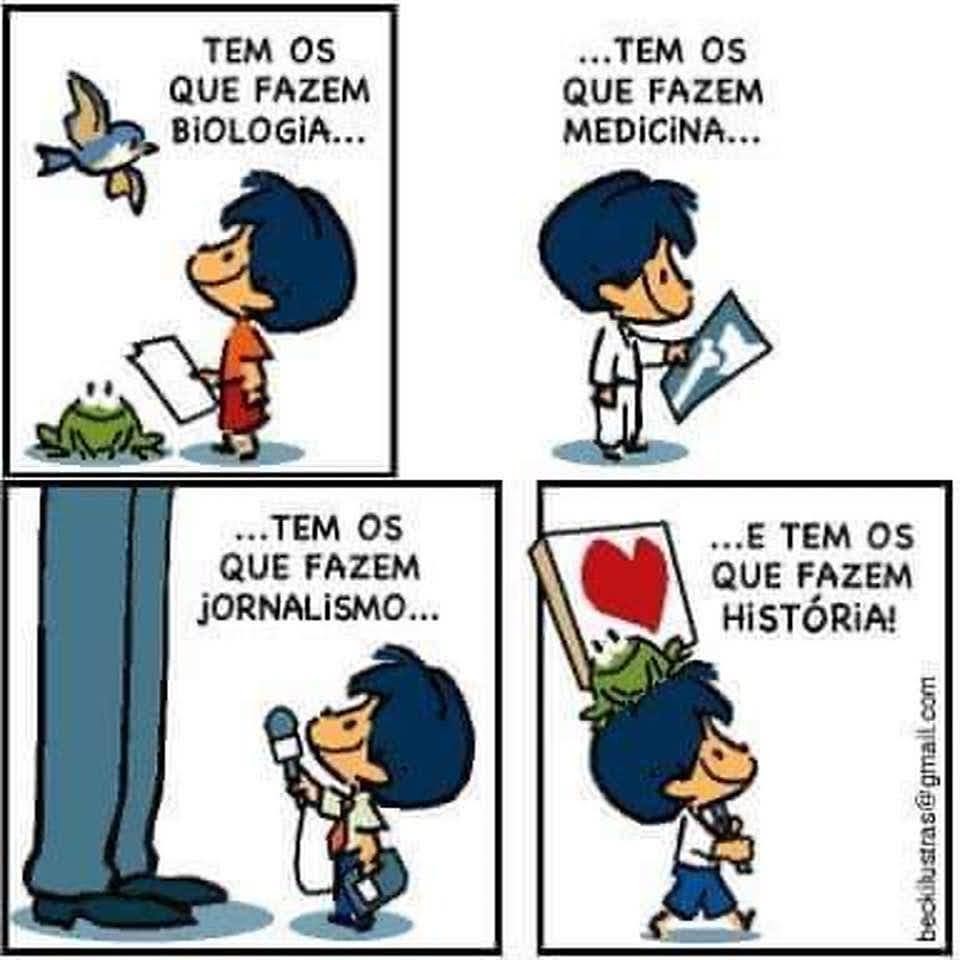 TEM OS
QUE FAZEM
BiOLOGiA...
...TEM OS
QUE FAZEM
MEDiCiNA...
...TEM OS
QUE FAZEM
jORNALiSMO...
...E TEM OS
QUE FAZEM
HiSTÓRiA!
beckilustras@gmail.com